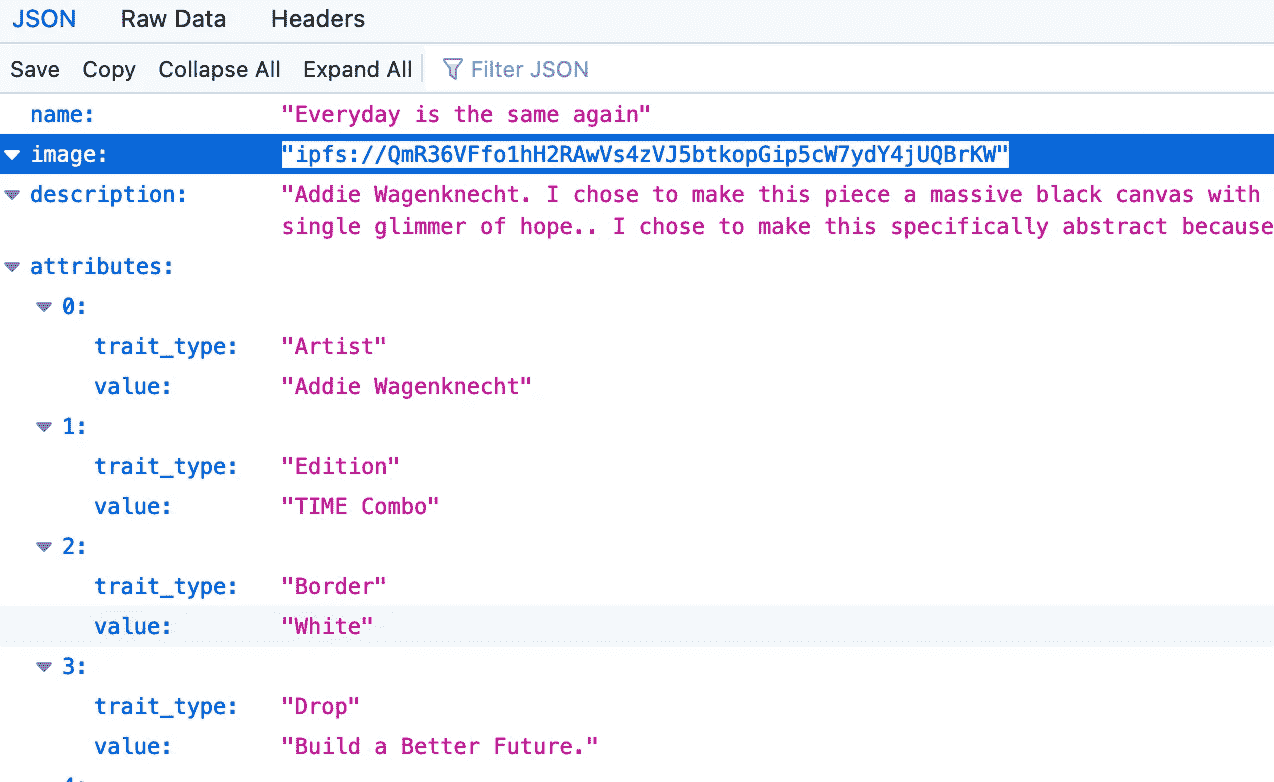 JSON Raw Data Headers
Save Copy Collapse All Expand All Filter JSON
name: "Everyday is the same again"
image: "ipfs://QmR36VFfo1hH2RAwVs4zVJ5btkopGip5cW7ydY4jUQBrKW"
description: "Addie Wagenknecht. I chose to make this piece a massive black canvas with
single glimmer of hope.. I chose to make this specifically abstract because
attributes:
0:
trait_type: "Artist"
value: "Addie Wagenknecht"
1:
trait_type: "Edition"
value: "TIME Combo"
2:
trait_type: "Border"
value: "White"
3:
trait_type: "Drop"
value: "Build a Better Future."